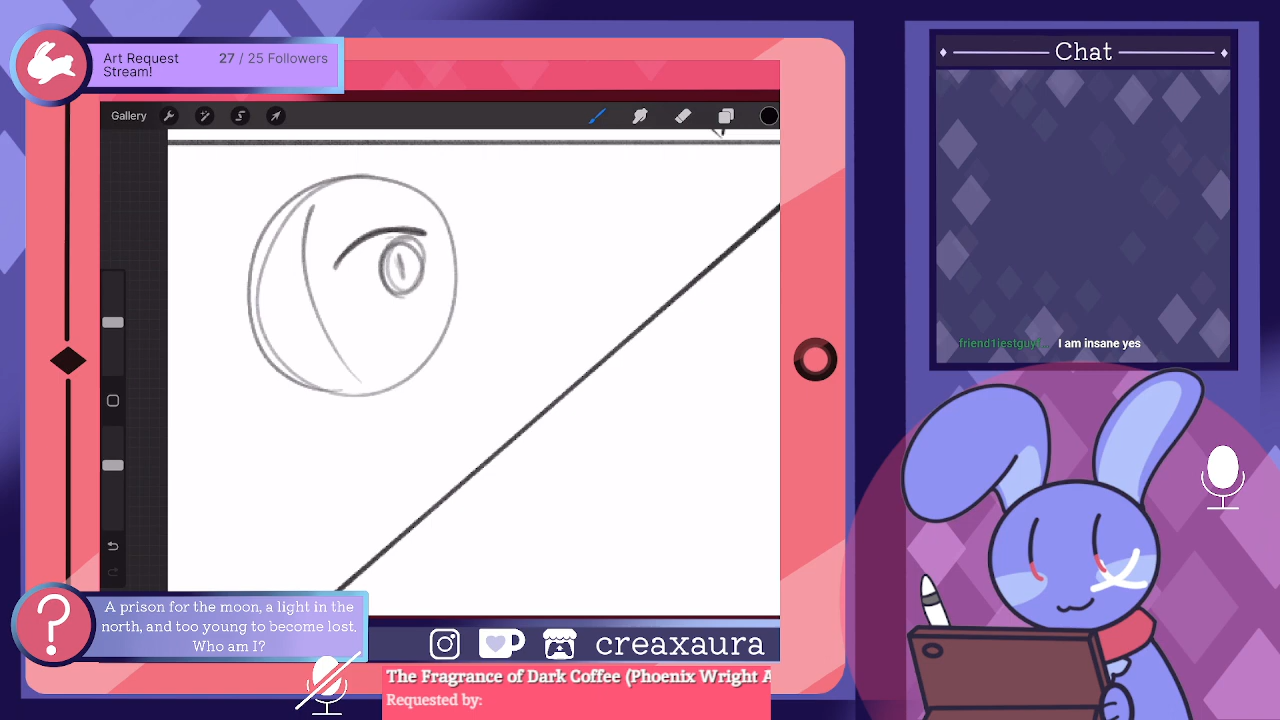 Art Request
Stream!
27 / 25 Followers
Gallery
Chat
friend1iestguy
I am insane yes
A prison for the moon, a light in the
north, and too young to become lost.
Who am I?
creaxaura
The Fragrance of Dark Coffee (Phoenix Wright A
Requested by: